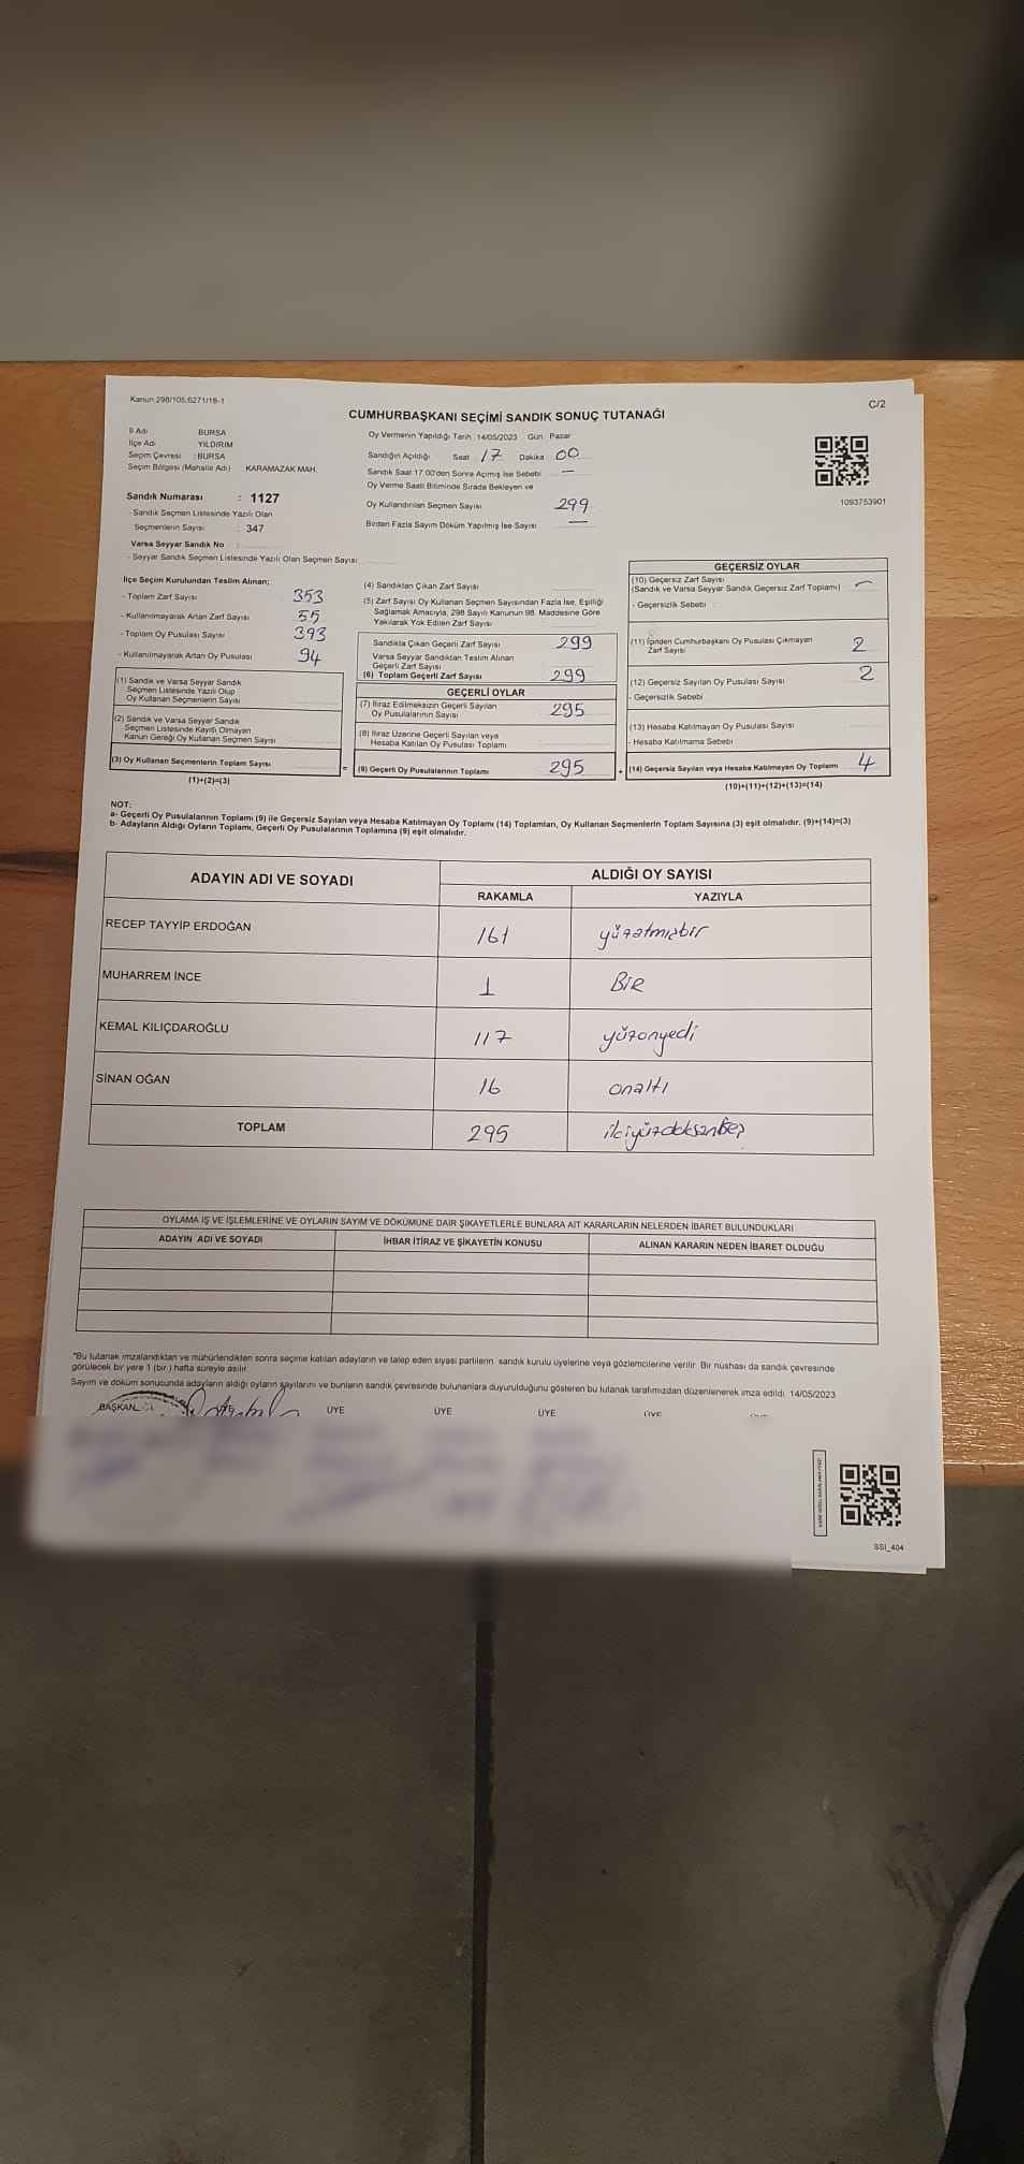 Kanun 298/105,6271/18-1
C/2
CUMHURBAŞKANI SEÇİMİ SANDIK SONUÇ TUTANAĞI
İl Adı BURSA
İlçe Adı YILDIRIM
Seçim Çevresi : BURSA
Seçim Bölgesi (Mahalle Adı) KARAMAZAK MAH.
Sandık Numarası : 1127
- Sandık Seçmen Listesinde Yazılı Olan
Seçmenlerin Sayısı : 347
Varsa Seyyar Sandık No :
- Seyyar Sandık Seçmen Listesinde Yazılı Olan Seçmen Sayısı
Oy Vermenin Yapıldığı Tarih : 14/05/2023 Gün : Pazar
Sandığın Açıldığı Saat 17 Dakika 00
Sandık Saat 17.00'den Sonra Açılmış İse Sebebi —
Oy Verme Saati Bitiminde Sırada Bekleyen ve
Oy Kullandırılan Seçmen Sayısı 299
Birden Fazla Sayım Döküm Yapılmış İse Sayısı —
1093753901
İlçe Seçim Kurulundan Teslim Alınan;
- Toplam Zarf Sayısı 353
- Kullanılmayarak Artan Zarf Sayısı 55
- Toplam Oy Pusulası Sayısı 393
- Kullanılmayarak Artan Oy Pusulası 94
(1) Sandık ve Varsa Seyyar Sandık
Seçmen Listesinde Yazılı Olup
Oy Kullanan Seçmenlerin Sayısı
(2) Sandık ve Varsa Seyyar Sandık
Seçmen Listesinde Kayıtlı Olmayan
Kanun Gereği Oy Kullanan Seçmen Sayısı
(3) Oy Kullanan Seçmenlerin Toplam Sayısı
(1)+(2)=(3)
=
(4) Sandıktan Çıkan Zarf Sayısı
(5) Zarf Sayısı Oy Kullanan Seçmen Sayısından Fazla İse, Eşitliği
Sağlamak Amacıyla, 298 Sayılı Kanunun 98. Maddesine Göre
Yakılarak Yok Edilen Zarf Sayısı
Sandıkta Çıkan Geçerli Zarf Sayısı 299
Varsa Seyyar Sandıktan Teslim Alınan
Geçerli Zarf Sayısı
(6) Toplam Geçerli Zarf Sayısı 299
GEÇERLİ OYLAR
(7) İtiraz Edilmeksizin Geçerli Sayılan
Oy Pusulalarının Sayısı 295
(8) İtiraz Üzerine Geçerli Sayılan veya
Hesaba Katılan Oy Pusulası Toplamı
(9) Geçerli Oy Pusulalarının Toplamı 295
+
GEÇERSİZ OYLAR
(10) Geçersiz Zarf Sayısı
(Sandık ve Varsa Seyyar Sandık Geçersiz Zarf Toplamı) —
- Geçersizlik Sebebi :
(11) İçinden Cumhurbaşkanı Oy Pusulası Çıkmayan
Zarf Sayısı 2
(12) Geçersiz Sayılan Oy Pusulası Sayısı 2
- Geçersizlik Sebebi
(13) Hesaba Katılmayan Oy Pusulası Sayısı
- Hesaba Katılmama Sebebi
(14) Geçersiz Sayılan veya Hesaba Katılmayan Oy Toplamı 4
(10)+(11)+(12)+(13)=(14)
NOT:
a- Geçerli Oy Pusulalarının Toplamı (9) ile Geçersiz Sayılan veya Hesaba Katılmayan Oy Toplamı (14) Toplamları, Oy Kullanan Seçmenlerin Toplam Sayısına (3) eşit olmalıdır. (9)+(14)=(3)
b- Adayların Aldığı Oyların Toplamı, Geçerli Oy Pusulalarının Toplamına (9) eşit olmalıdır.
ADAYIN ADI VE SOYADI ALDIĞI OY SAYISI
RAKAMLA YAZIYLA
RECEP TAYYİP ERDOĞAN 161 yüzatmışbir
MUHARREM İNCE 1 BİR
KEMAL KILIÇDAROĞLU 117 yüzonyedi
SİNAN OĞAN 16 onaltı
TOPLAM 295 ikiyüzdoksanbeş
OYLAMA İŞ VE İŞLEMLERİNE VE OYLARIN SAYIM VE DÖKÜMÜNE DAİR ŞİKAYETLERLE BUNLARA AİT KARARLARIN NELERDEN İBARET BULUNDUKLARI
ADAYIN ADI VE SOYADI İHBAR İTİRAZ VE ŞİKAYETİN KONUSU ALINAN KARARIN NEDEN İBARET OLDUĞU
*Bu tutanak imzalandıktan ve mühürlendikten sonra seçime katılan adayların ve talep eden siyasi partilerin sandık kurulu üyelerine veya gözlemcilerine verilir. Bir nüshası da sandık çevresinde
görülecek bir yere 1 (bir) hafta süreyle asılır.
Sayım ve döküm sonucunda adayların aldığı oyların sayılarını ve bunların sandık çevresinde bulunanlara duyurulduğunu gösteren bu tutanak tarafımızdan düzenlenerek imza edildi. 14/05/2023
BAŞKAN ÜYE ÜYE ÜYE ÜYE
SSI_404